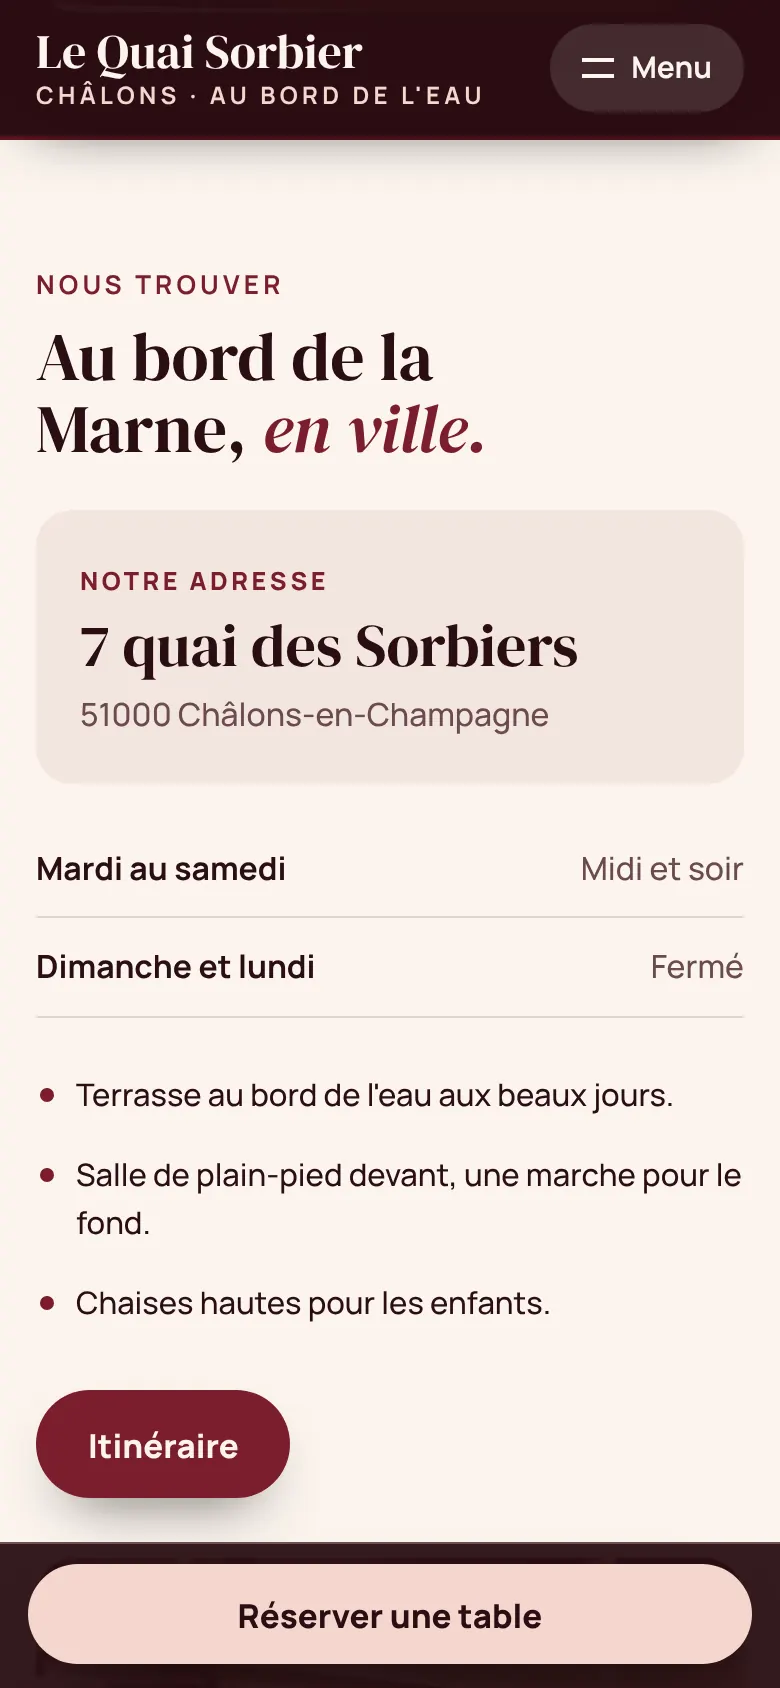 Le Quai Sorbier
CHÂLONS · AU BORD DE L'EAU
Menu
NOUS TROUVER
Au bord de la
Marne, en ville.
NOTRE ADRESSE
7 quai des Sorbiers
51000 Châlons-en-Champagne
Mardi au samedi
Midi et soir
Dimanche et lundi
Fermé
Terrasse au bord de l'eau aux beaux jours.
Salle de plain-pied devant, une marche pour le
fond.
Chaises hautes pour les enfants.
Itinéraire
Réserver une table